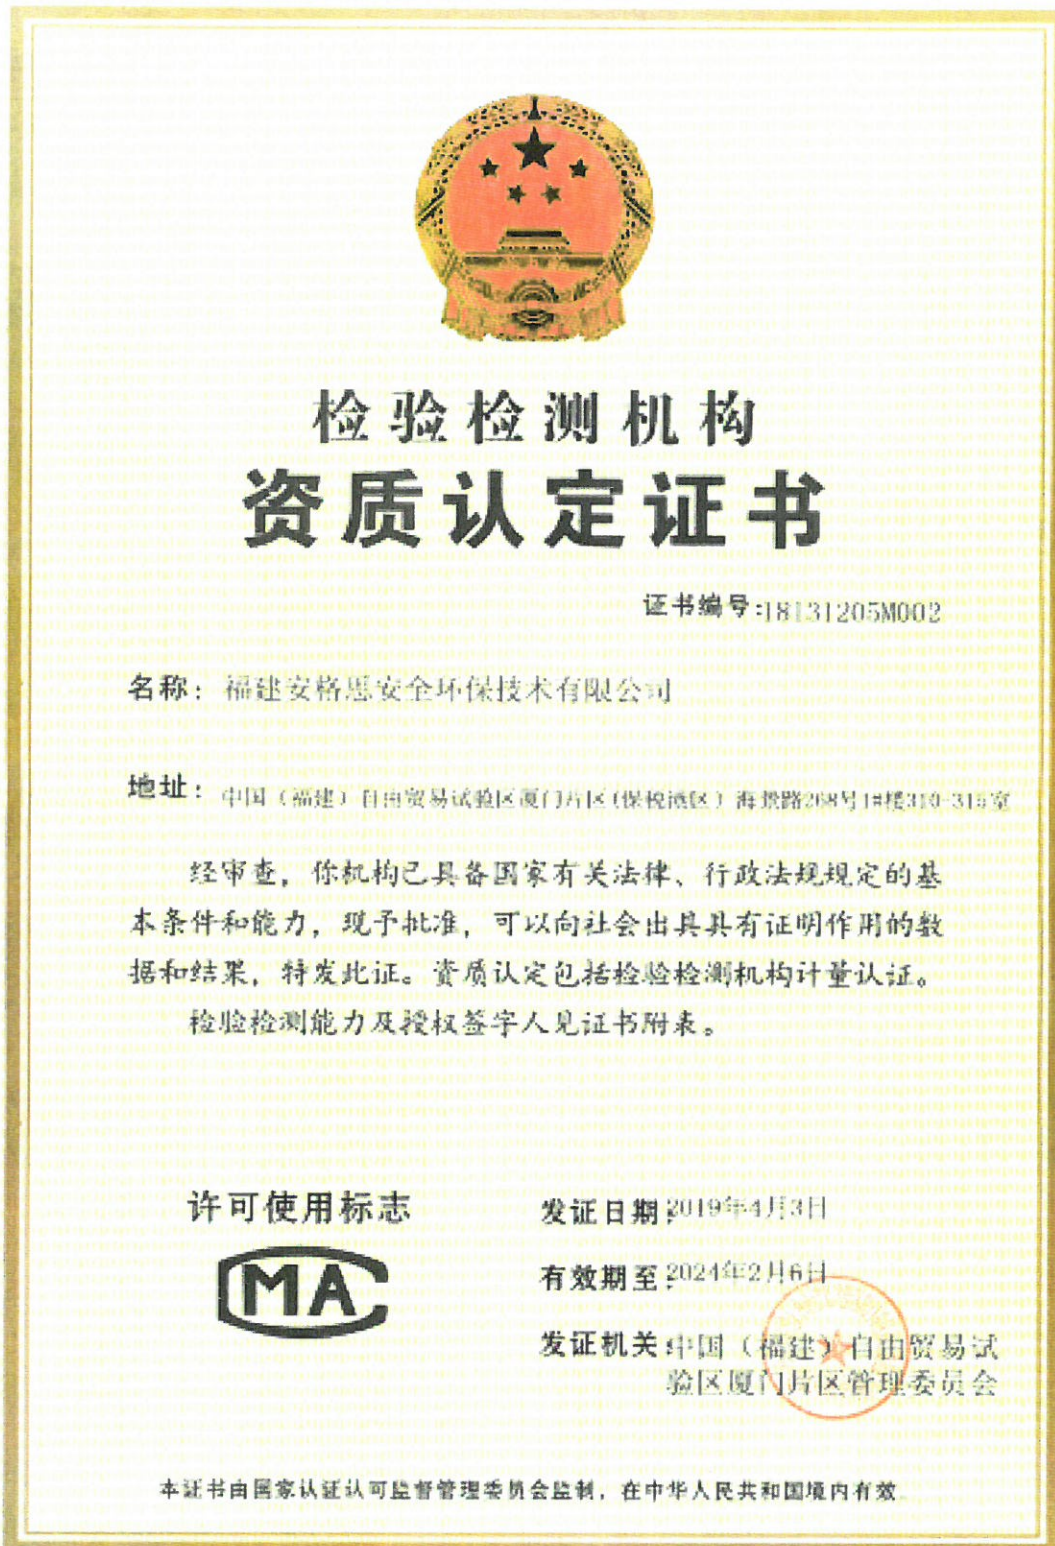 检验检测机构
资质认定证书
证书编号:18131205M002
名称：福建安格思安全环保技术有限公司
地址：中国（福建）自由贸易试验区厦门片区(保税港区）海景路268号1#楼310-315室
经审查，你机构已具备国家有关法律、行政法规规定的基
本条件和能力，现予批准，可以向社会出具具有证明作用的数
据和结果，特发此证。资质认定包括检验检测机构计量认证。
检验检测能力及授权签字人见证书附表。
许可使用标志
MA
发证日期：2019年4月3日
有效期至：2024年2月6日
发证机关：中国（福建）自由贸易试
验区厦门片区管理委员会
本证书由国家认证认可监督管理委员会监制，在中华人民共和国境内有效